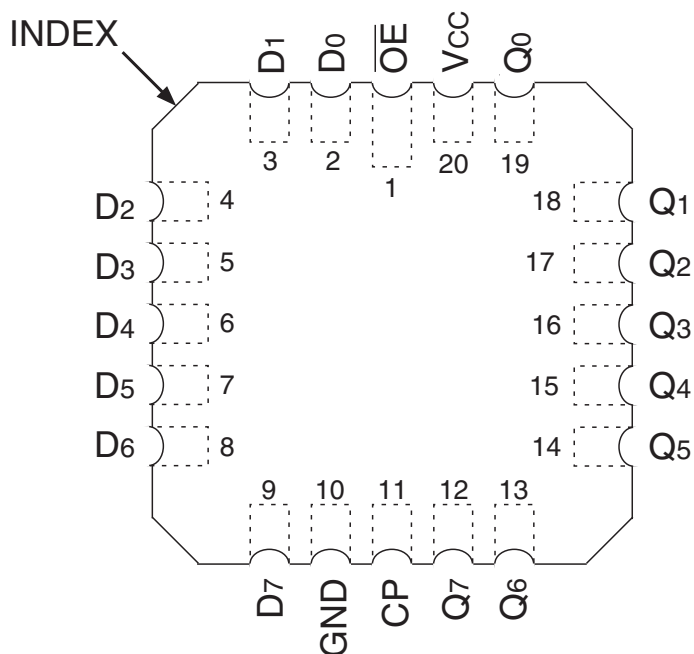 INDEX
D1 D0 O̅E̅ VCC Q0
3 2 1 20 19
D2 4 18 Q1
D3 5 17 Q2
D4 6 16 Q3
D5 7 15 Q4
D6 8 14 Q5
9 10 11 12 13
D7 GND CP Q7 Q6